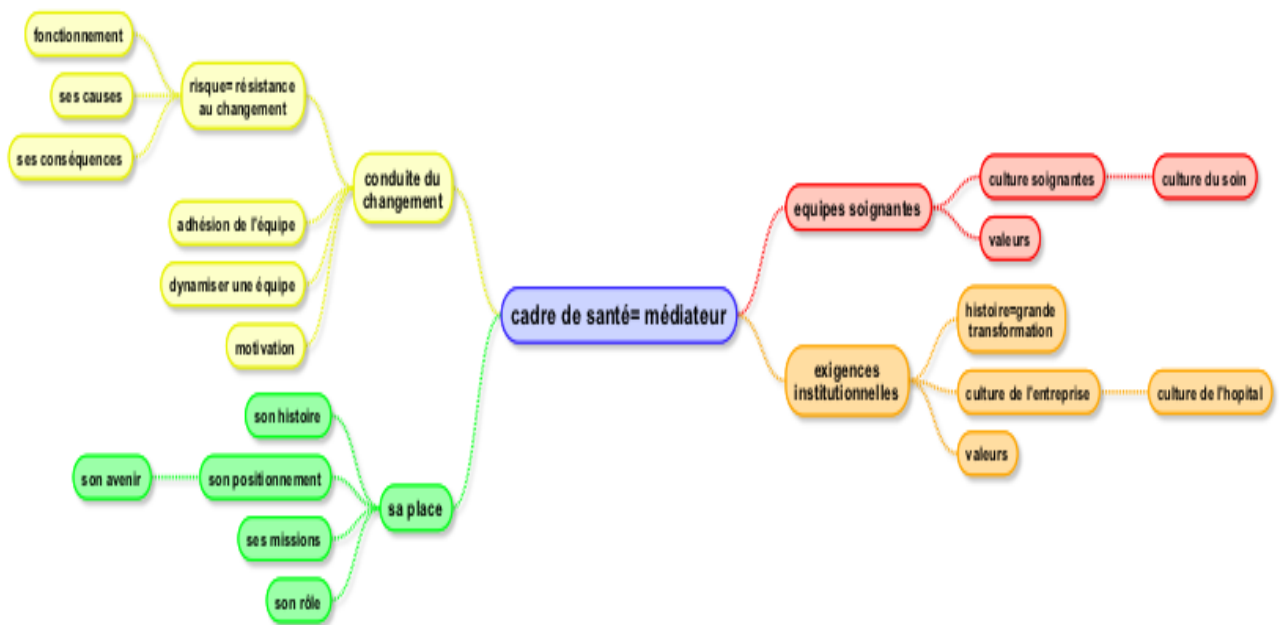 fonctionnement
ses causes
ses conséquences
risque= résistance
au changement
adhésion de l'équipe
dynamiser une équipe
motivation
conduite du
changement
son histoire
son avenir
son positionnement
ses missions
son rôle
sa place
cadre de santé= médiateur
equipes soignantes
culture soignantes
culture du soin
valeurs
exigences
institutionnelles
histoire=grande
transformation
culture de l'entreprise
culture de l'hopital
valeurs